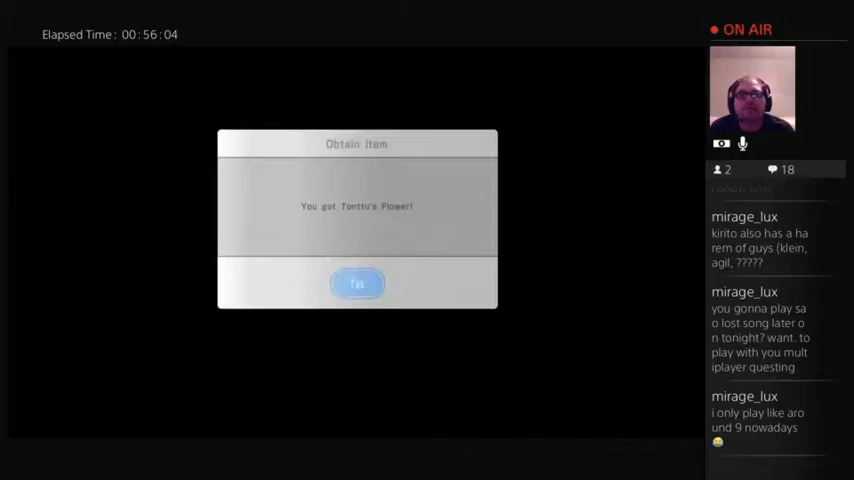 Elapsed Time: 00:56:04
ON AIR
Obtain Item
You got Tonttu's Flower!
Yes
2
18
mirage_lux
kirito also has a ha
rem of guys (klein,
agil, ?????
mirage_lux
you gonna play sa
o lost song later o
n tonight? want. to
play with you mult
iplayer questing
mirage_lux
i only play like aro
und 9 nowadays
😂